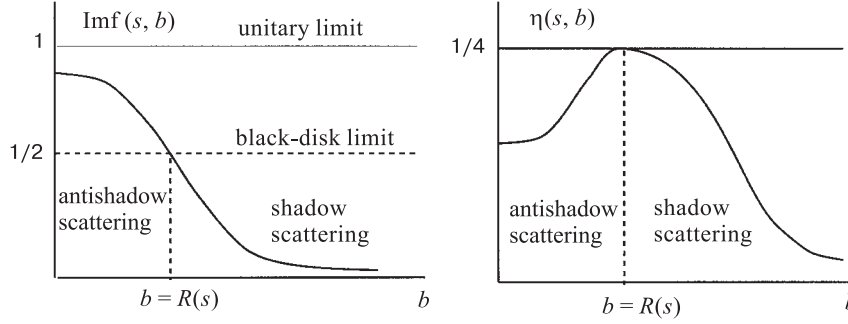 Imf (s, b)
1
unitary limit
black-disk limit
1/2
antishadow
scattering
shadow
scattering
b = R(s)
b
η(s, b)
1/4
antishadow
scattering
shadow
scattering
b = R(s)
b